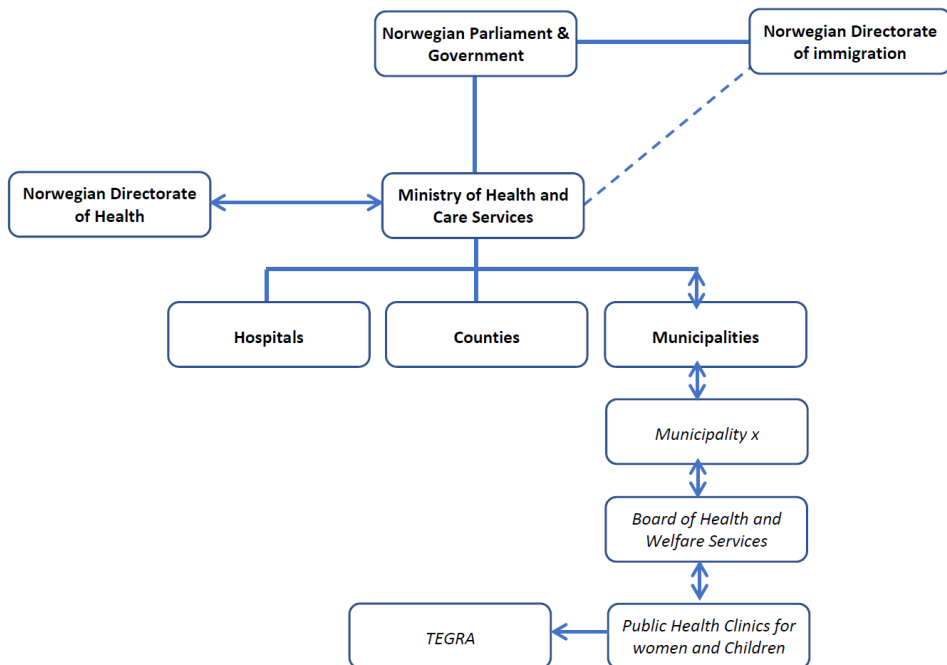 Norwegian Parliament &
Government
Norwegian Directorate
of immigration
Norwegian Directorate
of Health
Ministry of Health and
Care Services
Hospitals
Counties
Municipalities
Municipality x
Board of Health and
Welfare Services
TEGRA
Public Health Clinics for
women and Children